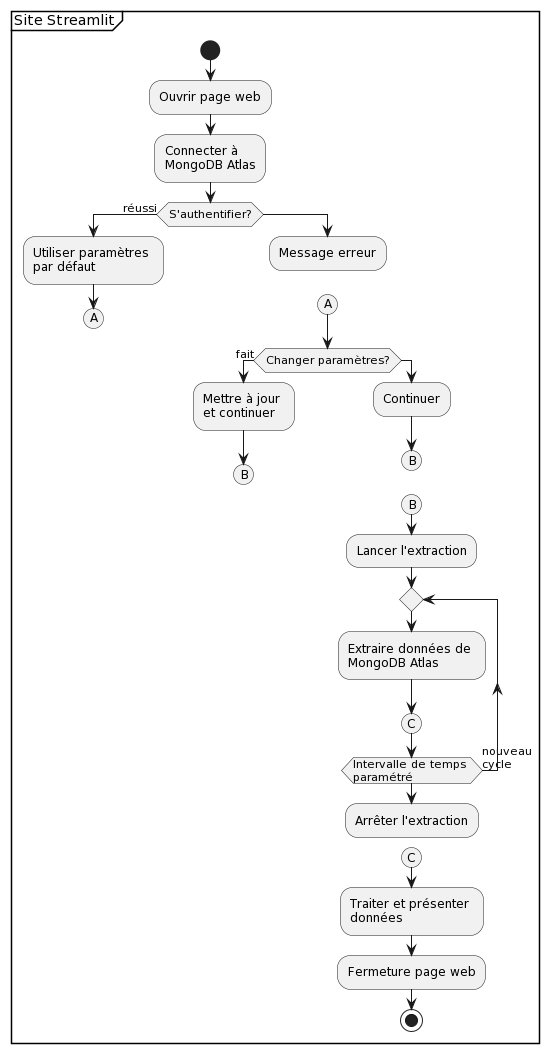 Site Streamlit
Ouvrir page web
Connecter à
MongoDB Atlas
S'authentifier?
réussi
Utiliser paramètres
par défaut
Message erreur
A
A
Changer paramètres?
fait
Mettre à jour
et continuer
Continuer
B
B
B
Lancer l'extraction
Extraire données de
MongoDB Atlas
C
Intervalle de temps
paramétré
nouveau
cycle
Arrêter l'extraction
C
Traiter et présenter
données
Fermeture page web